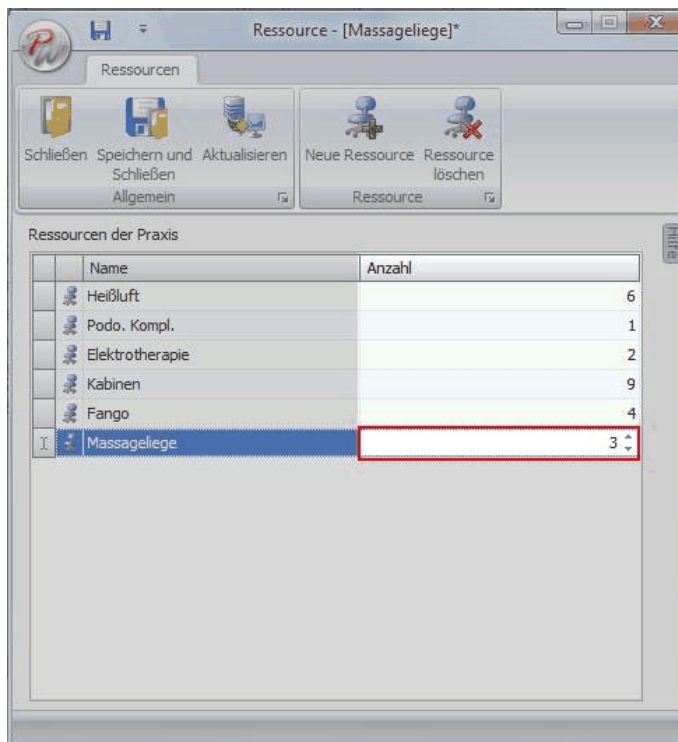 Ressource - [Massageliege]*
Ressourcen
Schließen Speichern und Schließen Aktualisieren Neue Ressource Ressource löschen
Allgemein Ressource
Ressourcen der Praxis
Hilfe
Name Anzahl
Heißluft 6
Podo. Kompl. 1
Elektrotherapie 2
Kabinen 9
Fango 4
Massageliege 3